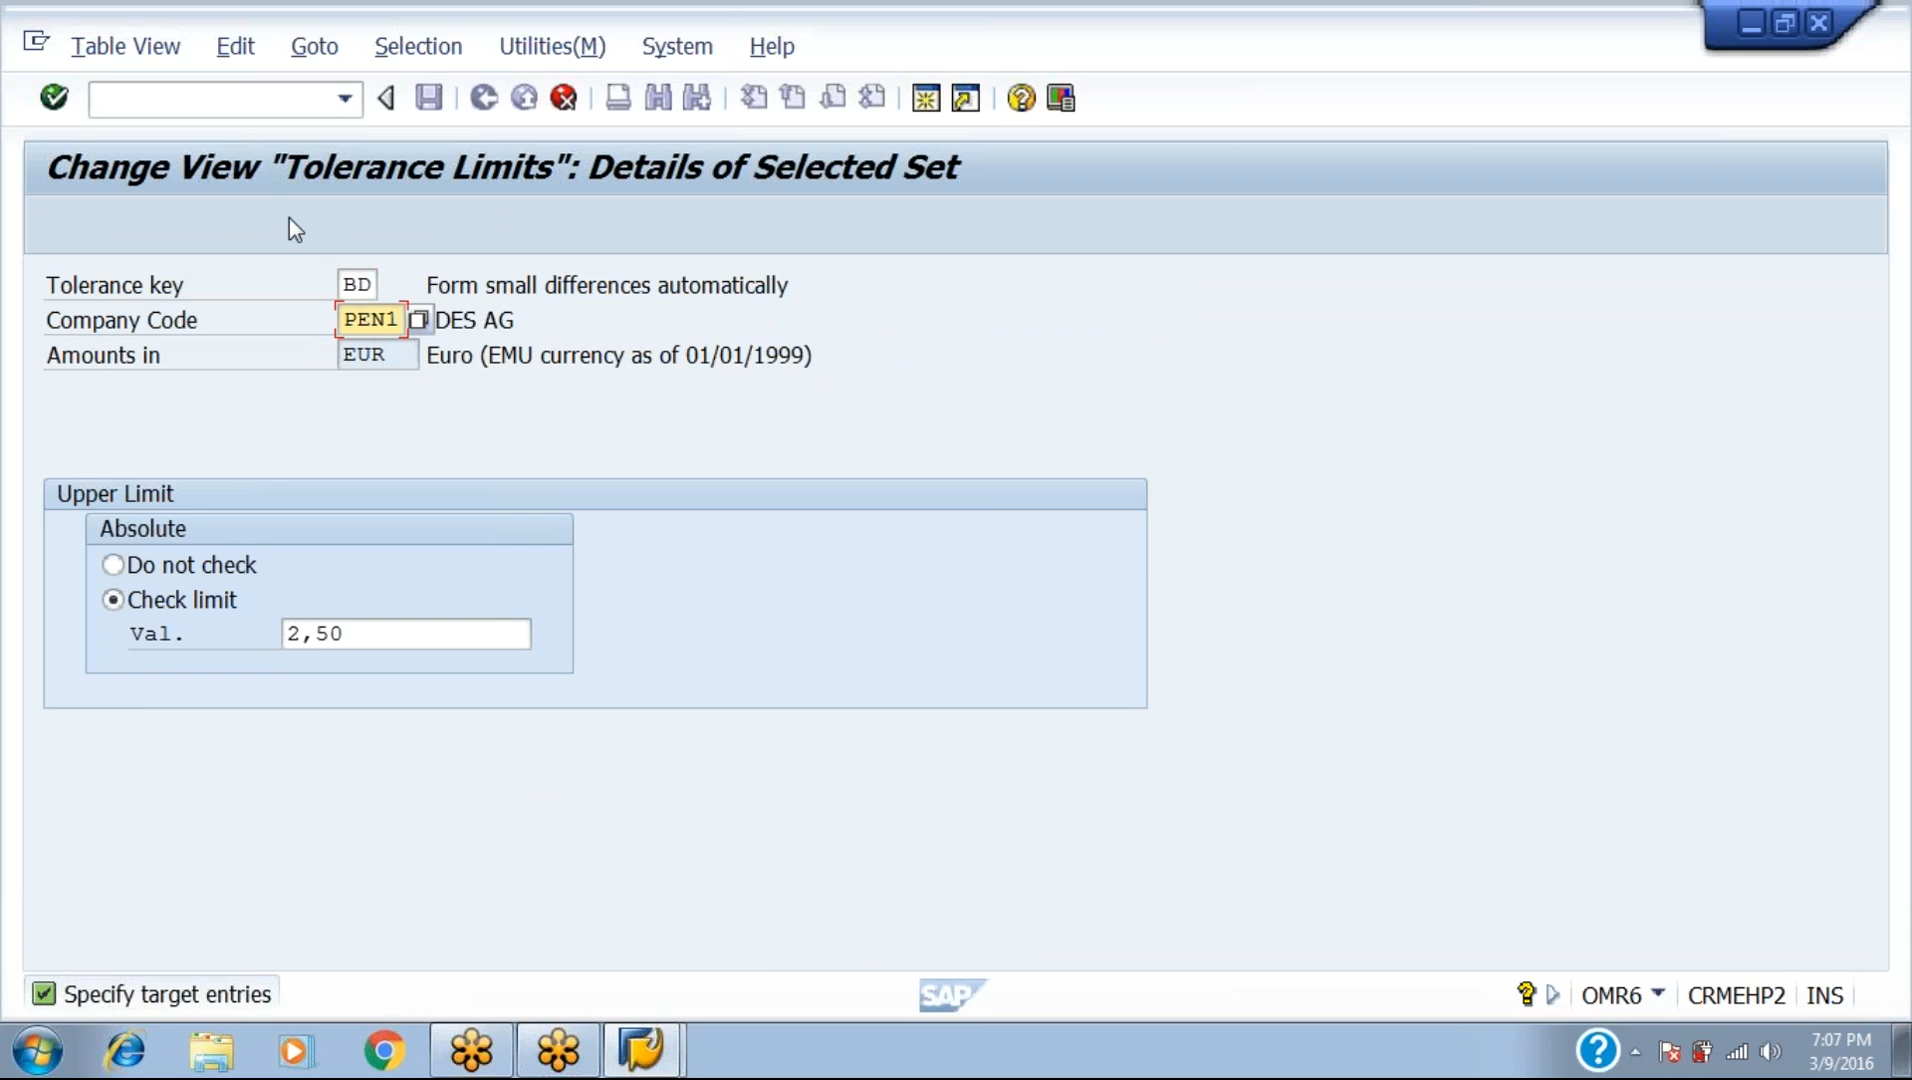 Table View Edit Goto Selection Utilities(M) System Help
Change View "Tolerance Limits": Details of Selected Set
Tolerance key BD Form small differences automatically
Company Code PEN1 DES AG
Amounts in EUR Euro (EMU currency as of 01/01/1999)
Upper Limit
Absolute
Do not check
Check limit
Val. 2,50
Specify target entries SAP OMR6 CRMEHP2 INS
7:07 PM
3/9/2016